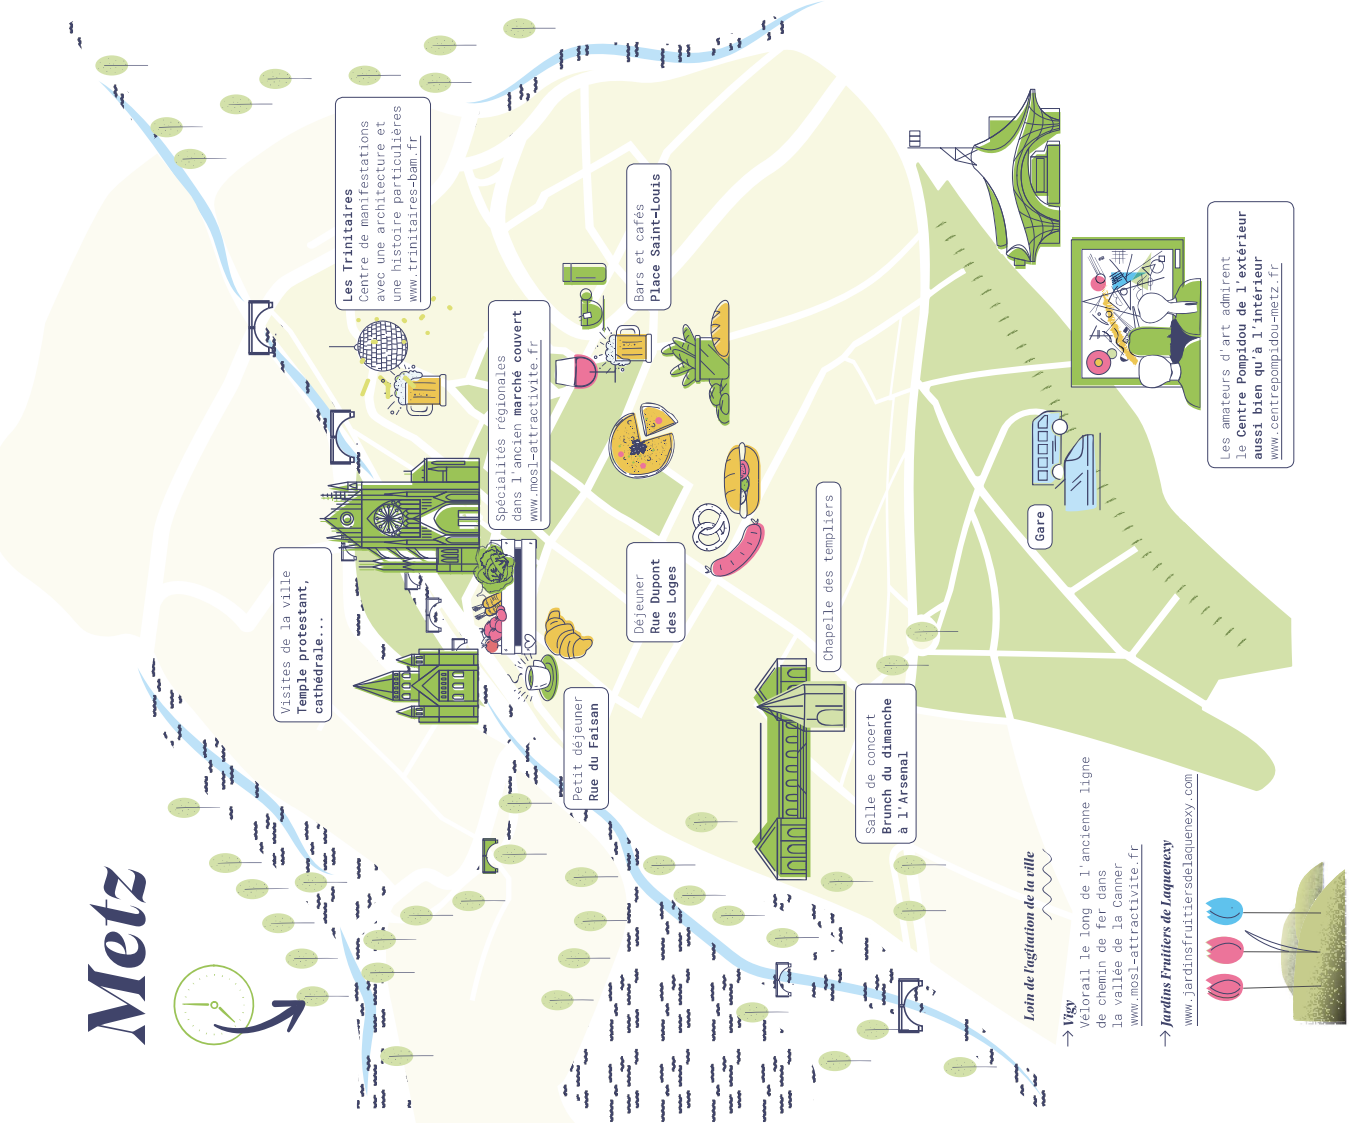 Metz
Visites de la ville
Temple protestant,
cathédrale...
Les Trinitaires
Centre de manifestations
avec une architecture et
une histoire particulières
www.trinitaires-bam.fr
Spécialités régionales
dans l'ancien marché couvert
www.mosl-attractivite.fr
Petit déjeuner
Rue du Faisan
Déjeuner
Rue Dupont
des Loges
Bars et cafés
Place Saint-Louis
Chapelle des templiers
Salle de concert
Brunch du dimanche
à l'Arsenal
Gare
Les amateurs d'art admirent
le Centre Pompidou de l'extérieur
aussi bien qu'à l'intérieur
www.centrepompidou-metz.fr
Loin de l'agitation de la ville
→ Vigy
Vélorail le long de l'ancienne ligne
de chemin de fer dans
la vallée de la Canner
www.mosl-attractivite.fr
→ Jardins Fruitiers de Laquenexy
www.jardinsfruitiersdelaquenexy.com